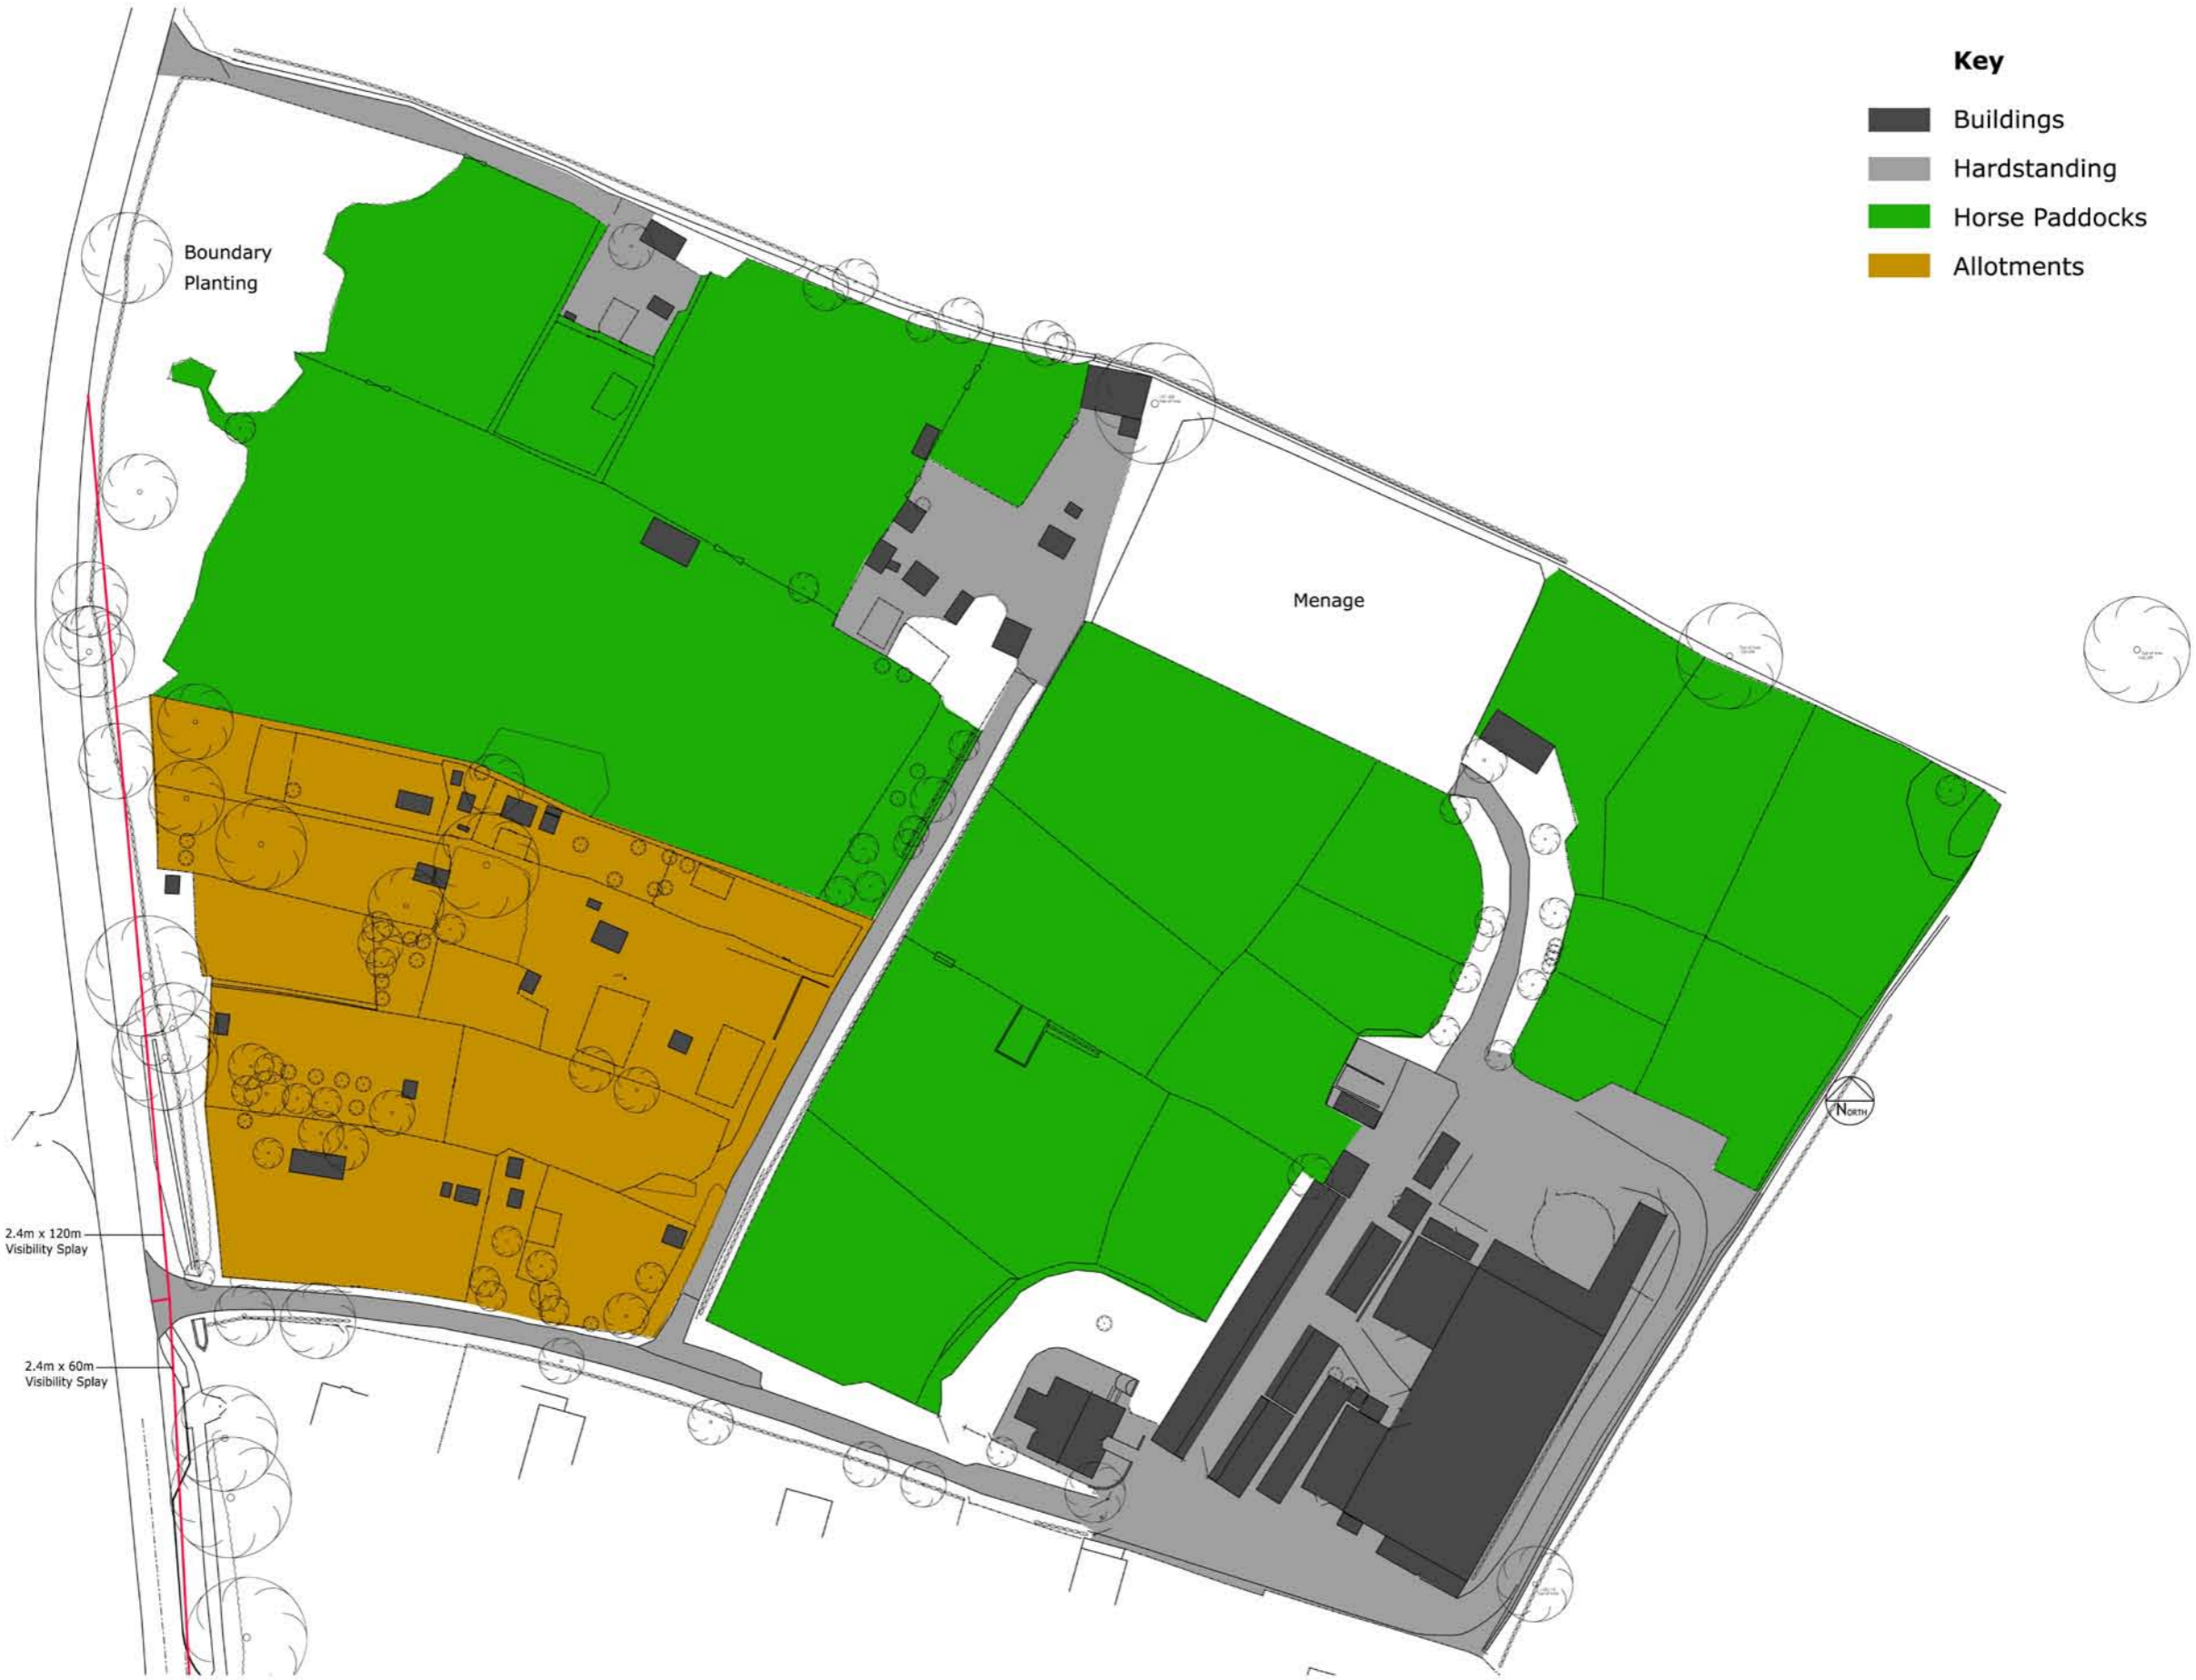 Key
Buildings
Hardstanding
Horse Paddocks
Allotments
Boundary
Planting
Menage
NORTH
2.4m x 120m
Visibility Splay
2.4m x 60m
Visibility Splay